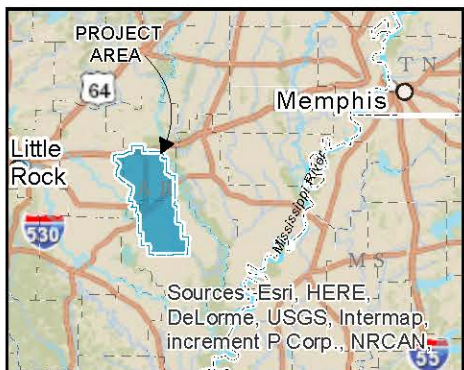 PROJECT
AREA
64
TN
Memphis
Little
Rock
Mississippi River
530
MS
Sources: Esri, HERE,
DeLorme, USGS, Intermap,
increment P Corp., NRCAN,
55